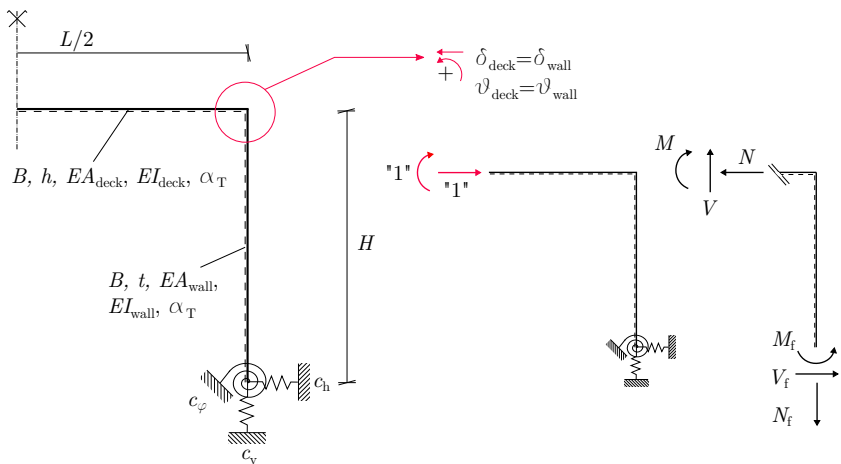 L/2
δdeck=δwall
+
ϑdeck=ϑwall
B, h, EAdeck, EIdeck, αT
"1"
"1"
M
N
V
H
B, t, EAwall,
EIwall, αT
Mf
Vf
Nf
ch
cφ
cv